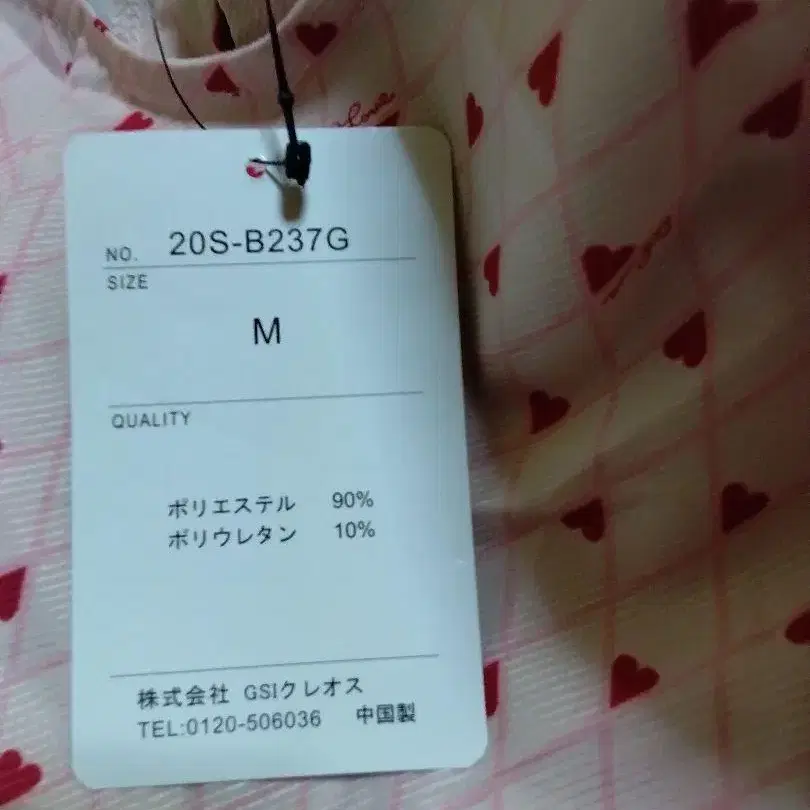 Love
NO. 20S-B237G
SIZE
M
QUALITY
ポリエステル 90%
ポリウレタン 10%
株式会社 GSIクレオス
TEL:0120-506036 中国製